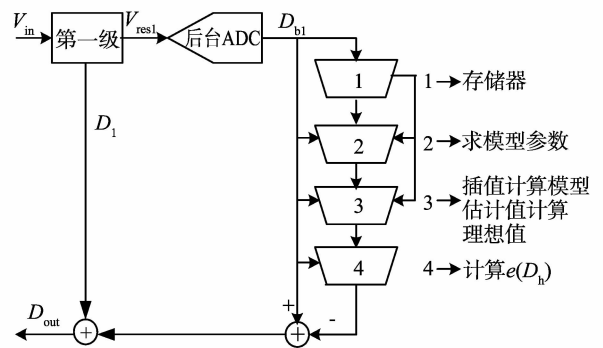 V_in
第一级
V_res1
后台ADC
D_b1
D_1
1
2
3
4
1→存储器
2→求模型参数
3→插值计算模型
估计值计算
理想值
4→计算e(D_h)
+
-
D_out
+
+